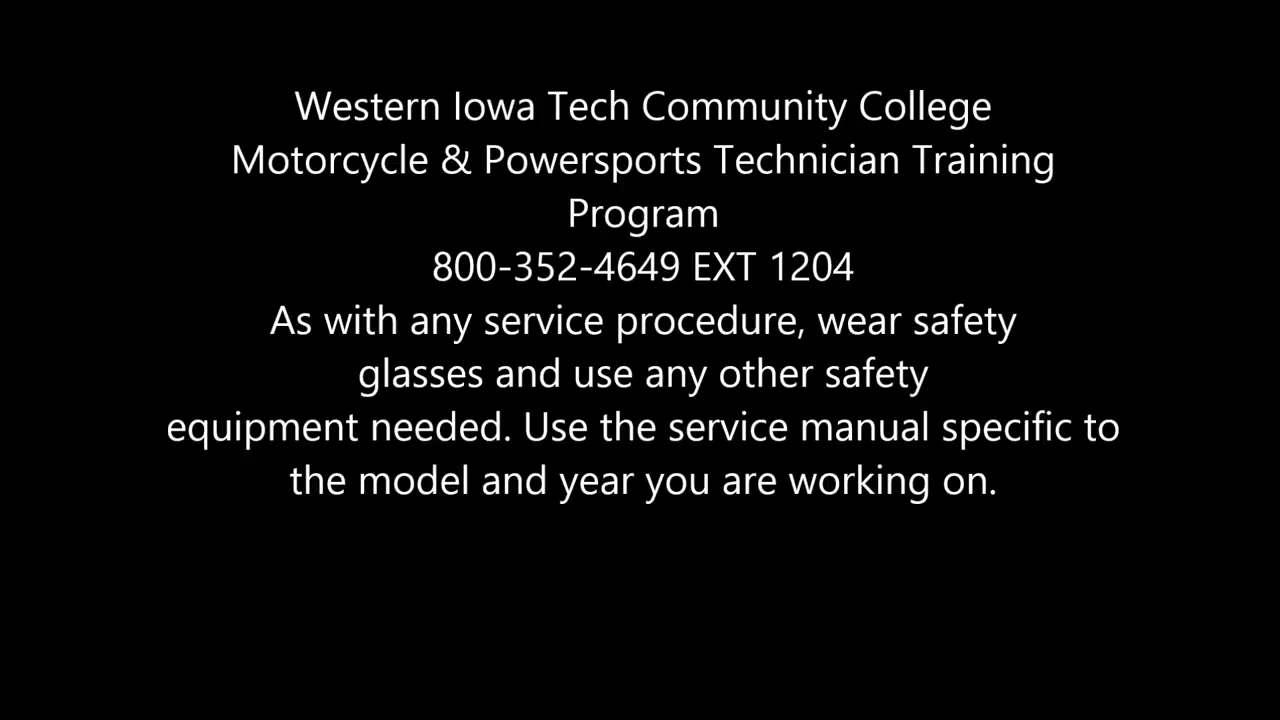 Western Iowa Tech Community College
Motorcycle & Powersports Technician Training
Program
800-352-4649 EXT 1204
As with any service procedure, wear safety
glasses and use any other safety
equipment needed. Use the service manual specific to
the model and year you are working on.